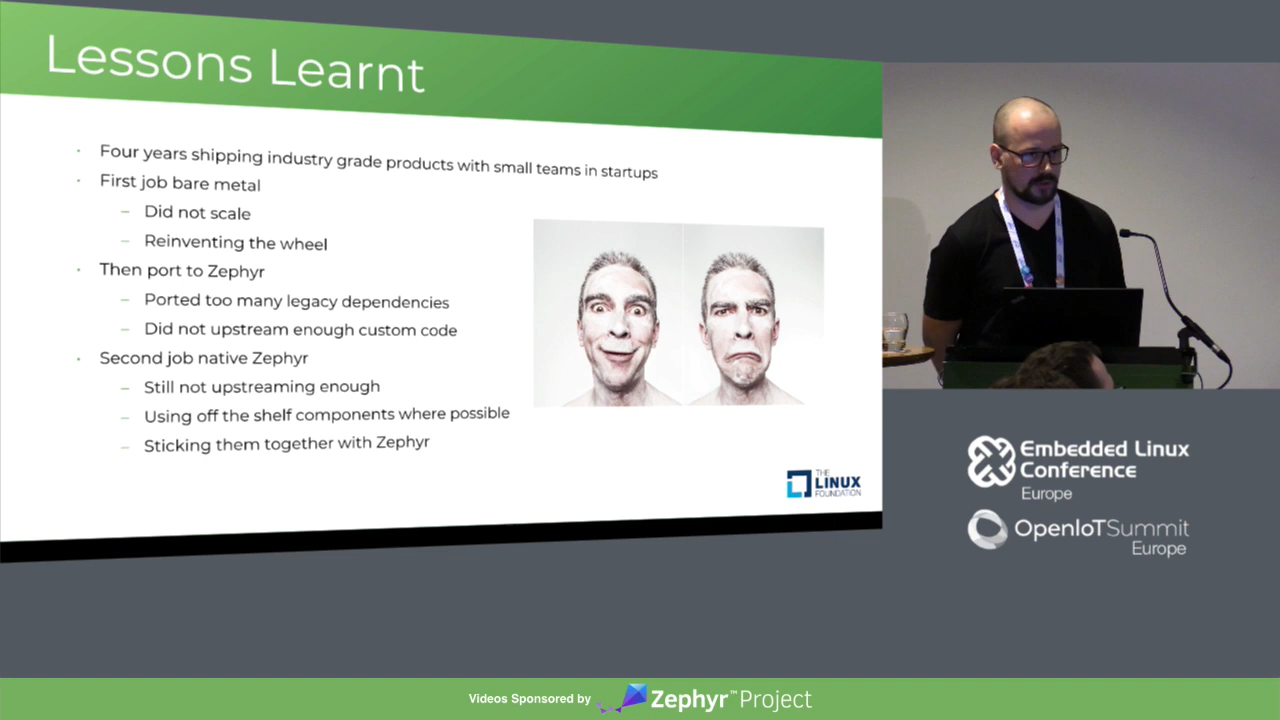 Lessons Learnt
· Four years shipping industry grade products with small teams in startups
· First job bare metal
– Did not scale
– Reinventing the wheel
· Then port to Zephyr
– Ported too many legacy dependencies
– Did not upstream enough custom code
· Second job native Zephyr
– Still not upstreaming enough
– Using off the shelf components where possible
– Sticking them together with Zephyr
THE
LINUX
FOUNDATION
Embedded Linux
Conference
Europe
OpenIoTSummit
Europe
Videos Sponsored by Zephyr™Project